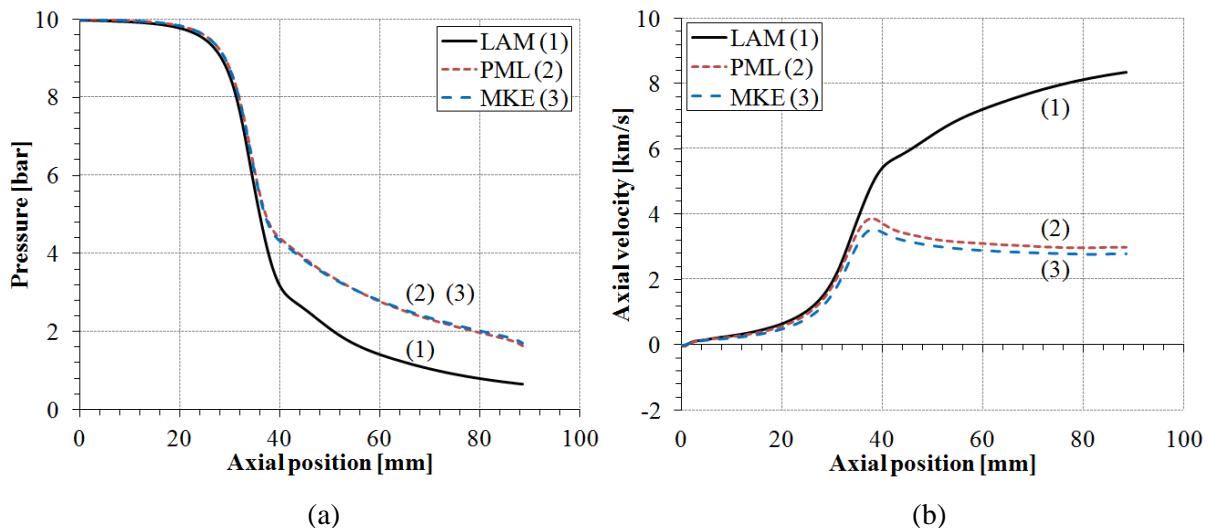 10
8
6
4
2
0
Pressure [bar]
LAM (1)
PML (2)
MKE (3)
(2) (3)
(1)
0 20 40 60 80 100
Axial position [mm]
(a)
10
8
6
4
2
0
-2
Axial velocity [km/s]
LAM (1)
PML (2)
MKE (3)
(1)
(2)
(3)
0 20 40 60 80 100
Axial position [mm]
(b)